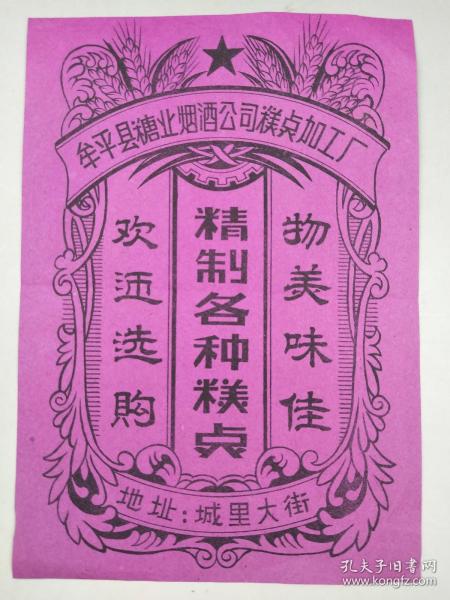 牟平县糖业烟酒公司糕点加工厂
物美味佳
精制各种糕点
欢迊选购
地址:城里大街
孔夫子旧书网
www.kongfz.com